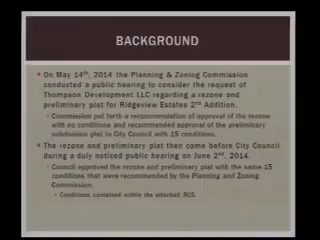 BACKGROUND
On May 14th, 2014 the Planning & Zoning Commission
conducted a public hearing to consider the request of
Thompson Development LLC regarding a rezone and
preliminary plat for Ridgeview Estates 2nd Addition.
Commission put forth a recommendation of approval of the rezone
with no conditions and recommended approval of the preliminary
subdivision plat to City Council with 15 conditions.
The rezone and preliminary plat then came before City Council
during a duly noticed public hearing on June 2nd, 2014.
Council approved the rezone and preliminary plat with the same 15
conditions that were recommended by the Planning and Zoning
Commission.
Conditions contained within the attached RCS.